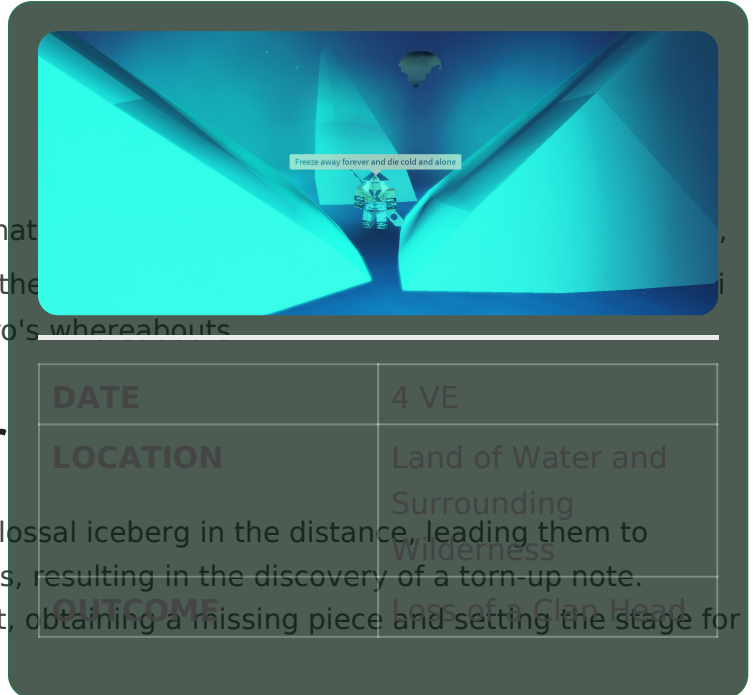 Freeze away forever and die cold and alone
nat ,
the i
o's whereabouts
DATE 4 VE
LOCATION Land of Water and
Surrounding
lossal iceberg in the distance, leading them to
Wilderness
s, resulting in the discovery of a torn-up note.
OUTCOME Loss of a Clan Head
t, obtaining a missing piece and setting the stage for